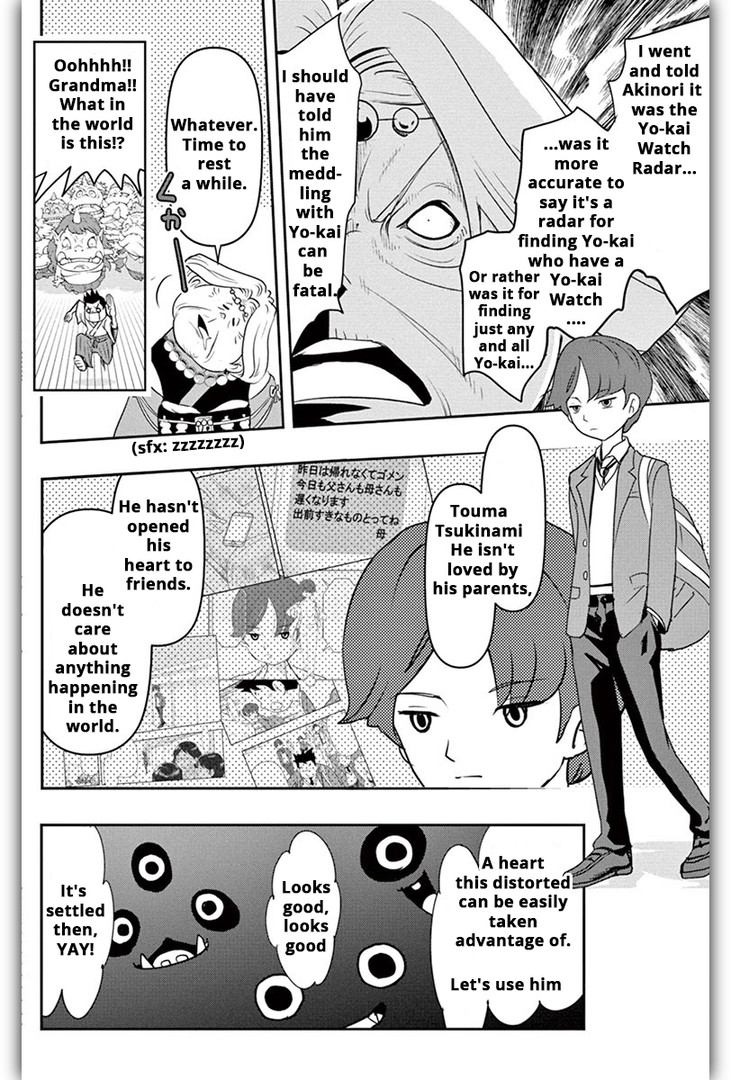 I went
and told
Akinori it
was the
Yo-kai
Watch
Radar...
...was it
more
accurate to
say it's a
radar for
finding Yo-kai
who have a
Yo-kai
Watch
....
Or rather
was it for
finding
just any
and all
Yo-kai...
I should
have
told
him
the
medd-
ling
with
Yo-kai
can
be
fatal.
Whatever.
Time to
rest
a while.
くかー
(sfx: zzzzzzzz)
Oohhhh!!
Grandma!!
What in
the world
is this!?
Touma
Tsukinami
He isn't
loved by
his parents,
昨日は帰れなくてゴメン
今日も父さんも母さんも
遅くなります
出前すきなものとってね
母
He hasn't
opened
his
heart to
friends.
He
doesn't
care
about
anything
happening
in the
world.
A heart
this distorted
can be easily
taken
advantage of.
Let's use him
Looks
good,
looks
good
It's
settled
then,
YAY!